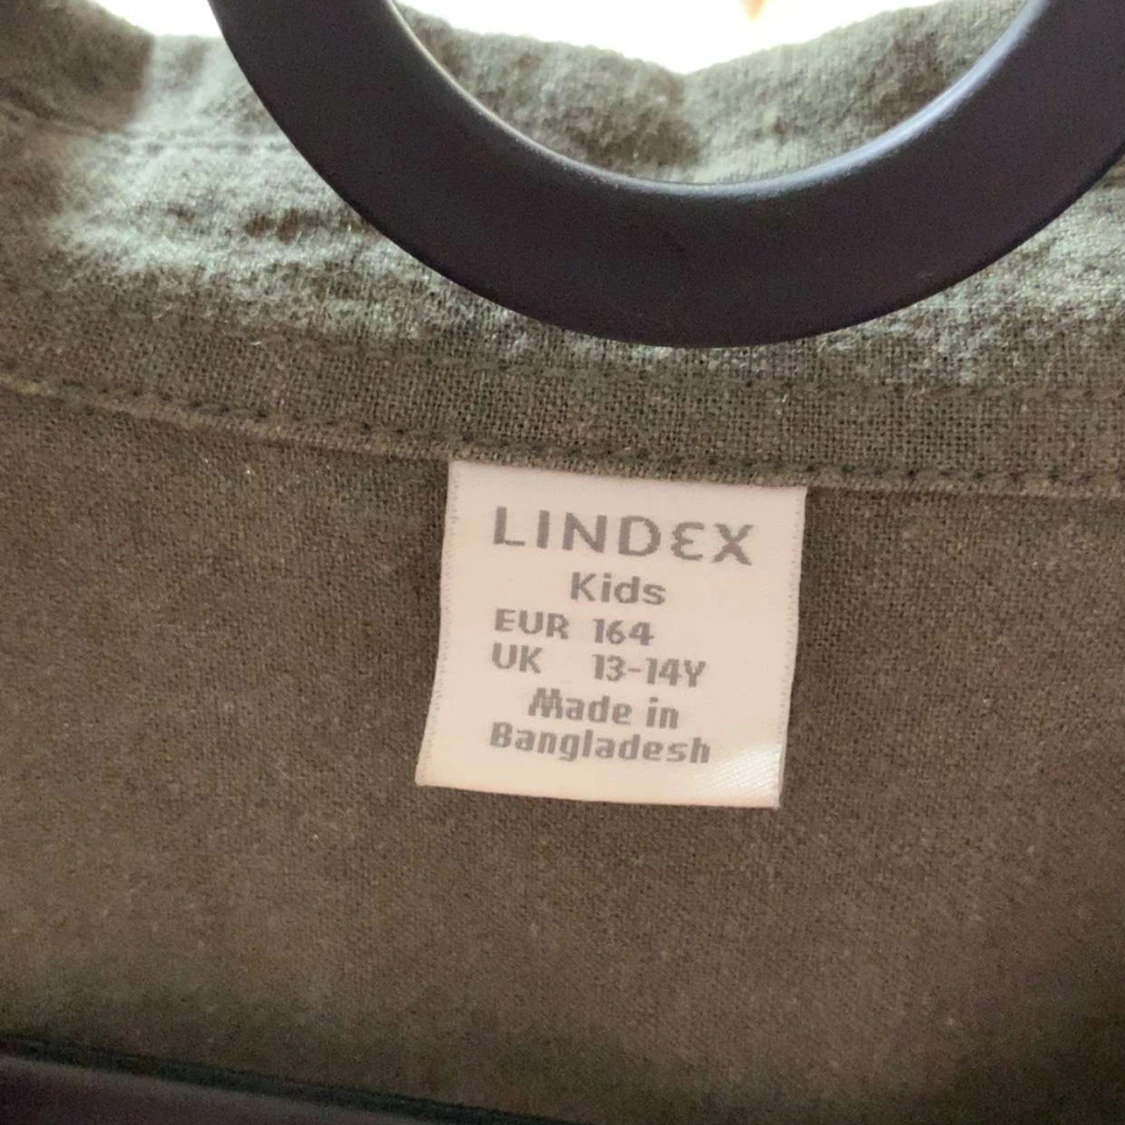 LINDEX
Kids
EUR 164
UK 13-14Y
Made in
Bangladesh